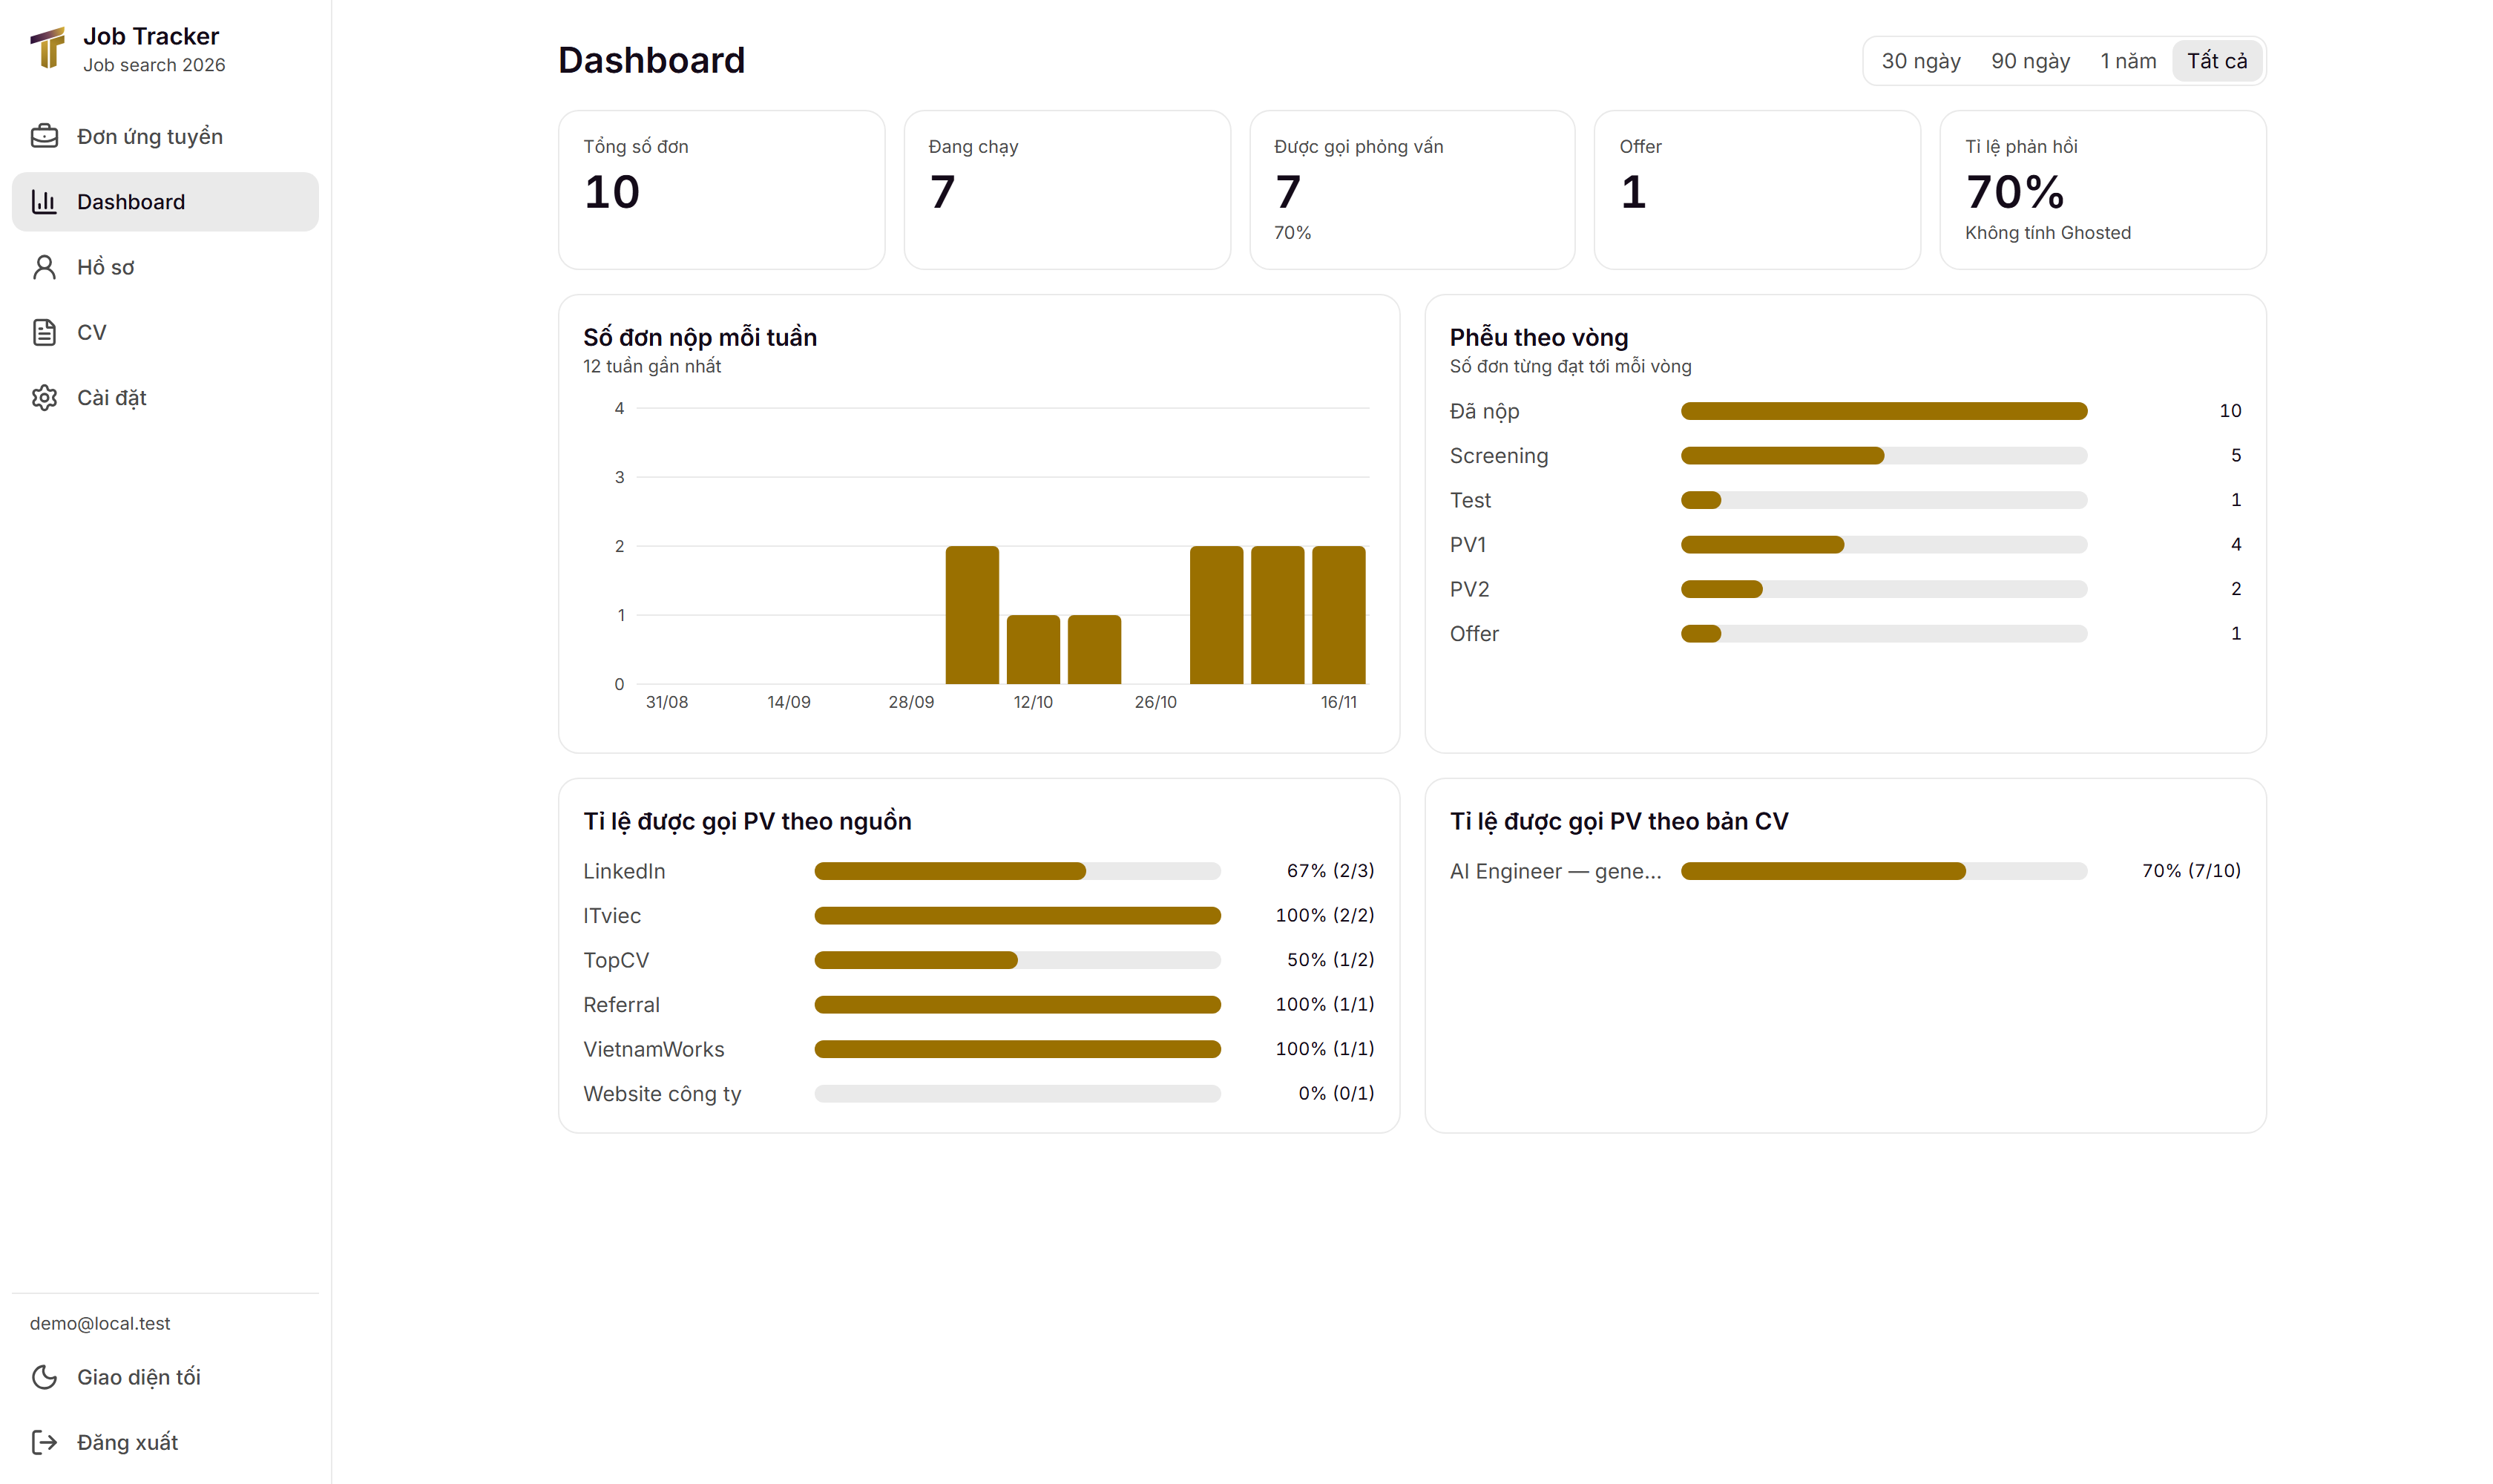 Job Tracker
Job search 2026
Đơn ứng tuyển
Dashboard
Hồ sơ
CV
Cài đặt
demo@local.test
Giao diện tối
Đăng xuất
Dashboard
30 ngày 90 ngày 1 năm Tất cả
Tổng số đơn
10
Đang chạy
7
Được gọi phỏng vấn
7
70%
Offer
1
Tỉ lệ phản hồi
70%
Không tính Ghosted
Số đơn nộp mỗi tuần
12 tuần gần nhất
4
3
2
1
0
31/08 14/09 28/09 12/10 26/10 16/11
Phễu theo vòng
Số đơn từng đạt tới mỗi vòng
Đã nộp 10
Screening 5
Test 1
PV1 4
PV2 2
Offer 1
Tỉ lệ được gọi PV theo nguồn
LinkedIn 67% (2/3)
ITviec 100% (2/2)
TopCV 50% (1/2)
Referral 100% (1/1)
VietnamWorks 100% (1/1)
Website công ty 0% (0/1)
Tỉ lệ được gọi PV theo bản CV
AI Engineer — gene... 70% (7/10)